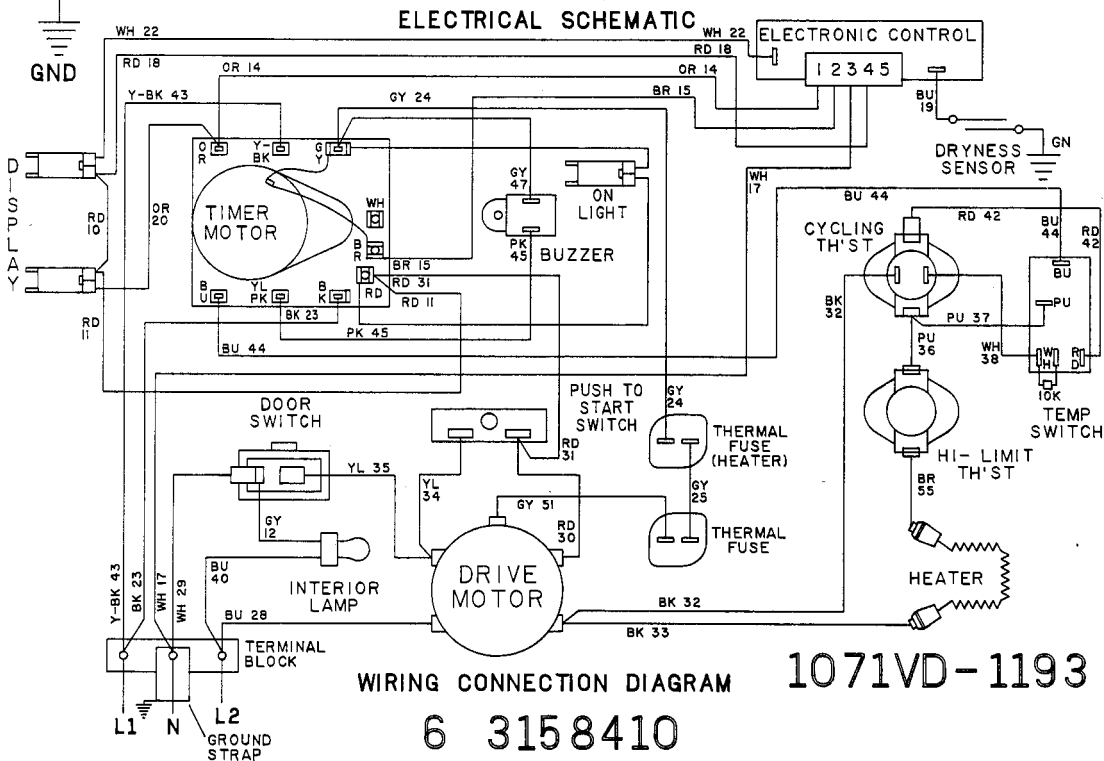 ELECTRICAL SCHEMATIC
GND
WH 22
RD 18
OR 14
Y-BK 43
GY 24
WH 22
RD 18
OR 14
BR 15
ELECTRONIC CONTROL
1 2 3 4 5
BU 19
GN
DRYNESS SENSOR
DISPLAY
RD 10
OR 20
RD 11
OR
Y-BK
GY
TIMER MOTOR
WH
BR
RD
BU
YL PK
BK
BR 15
RD 31
RD 11
BK 23
PK 45
BU 44
GY 47
PK 45
BUZZER
ON LIGHT
WH 17
BU 44
RD 42
CYCLING TH'ST
BU 44
RD 42
BU
PU
PU 37
BK 32
PU 36
WH 38
WH
RD
10K
TEMP SWITCH
HI-LIMIT TH'ST
BR 55
HEATER
DOOR SWITCH
YL 35
GY 12
BU 40
INTERIOR LAMP
BU 28
PUSH TO START SWITCH
YL 34
RD 31
RD 30
GY 51
GY 24
GY 25
THERMAL FUSE (HEATER)
THERMAL FUSE
DRIVE MOTOR
BK 32
BK 33
Y-BK 43
BK 23
WH 17
WH 29
TERMINAL BLOCK
L1
N
L2
GROUND STRAP
WIRING CONNECTION DIAGRAM
6 3158410
1071VD-1193